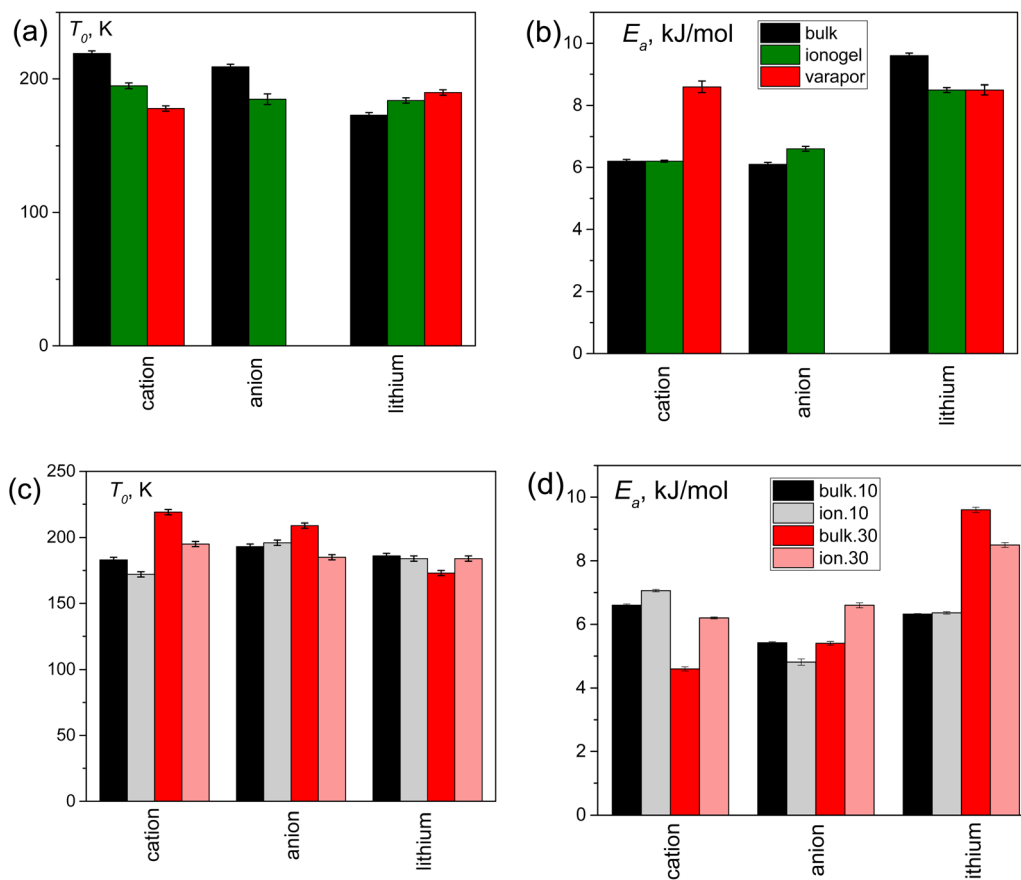 (a)
T0, K
200
100
0
cation
anion
lithium
(b)
Ea, kJ/mol
bulk
ionogel
varapor
10
8
6
4
2
0
cation
anion
lithium
(c)
T0, K
250
200
150
100
50
0
cation
anion
lithium
(d)
Ea, kJ/mol
bulk.10
ion.10
bulk.30
ion.30
10
8
6
4
2
0
cation
anion
ithium